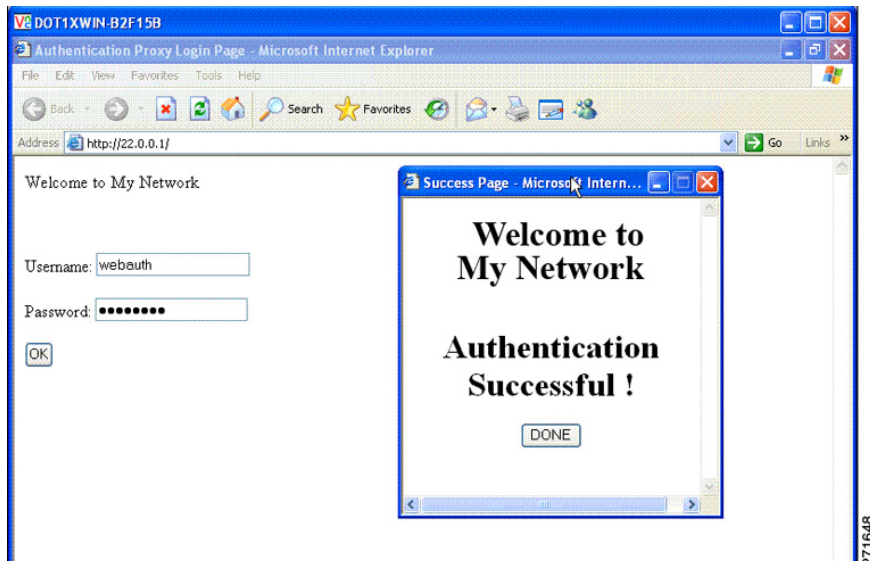 VC DOT1XWIN-B2F15B
Authentication Proxy Login Page - Microsoft Internet Explorer
File Edit View Favorites Tools Help
Back Search Favorites
Address http://22.0.0.1/ Go Links »
Welcome to My Network
Username: webauth
Password: ●●●●●●●●
OK
Success Page - Microsoft Intern...
Welcome to
My Network
Authentication
Successful !
DONE
271648